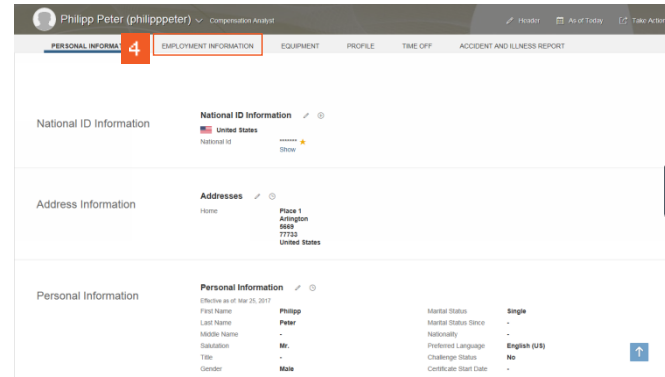 Philipp Peter (philipppeter) Compensation Analyst Header As of Today Take Action
PERSONAL INFORMAT 4 EMPLOYMENT INFORMATION EQUIPMENT PROFILE TIME OFF ACCIDENT AND ILLNESS REPORT
National ID Information
National ID Information
United States
National Id *******
Show
Address Information
Addresses
Home Place 1
Arlington
5669
77733
United States
Personal Information
Personal Information
Effective as of: Mar 25, 2017
First Name Philipp Marital Status Single
Last Name Peter Marital Status Since -
Middle Name - Nationality -
Salutation Mr. Preferred Language English (US)
Title - Challenge Status No
Gender Male Certificate Start Date -